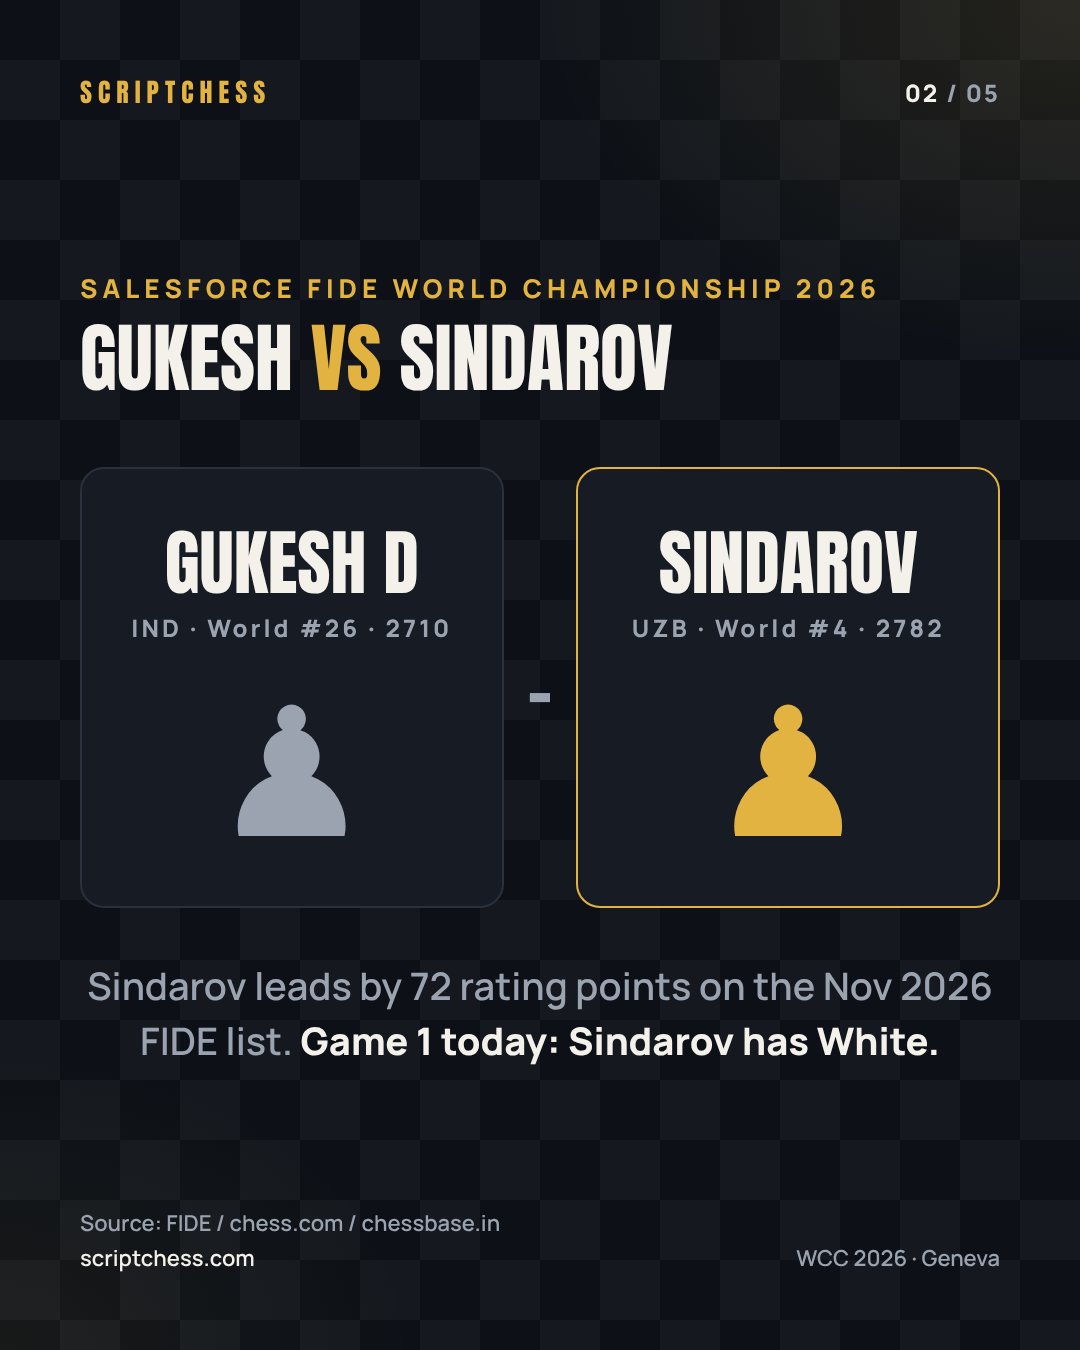 SCRIPTCHESS
02 / 05
SALESFORCE FIDE WORLD CHAMPIONSHIP 2026
GUKESH VS SINDAROV
GUKESH D
IND · World #26 · 2710
-
SINDAROV
UZB · World #4 · 2782
Sindarov leads by 72 rating points on the Nov 2026
FIDE list. Game 1 today: Sindarov has White.
Source: FIDE / chess.com / chessbase.in
scriptchess.com
WCC 2026 · Geneva